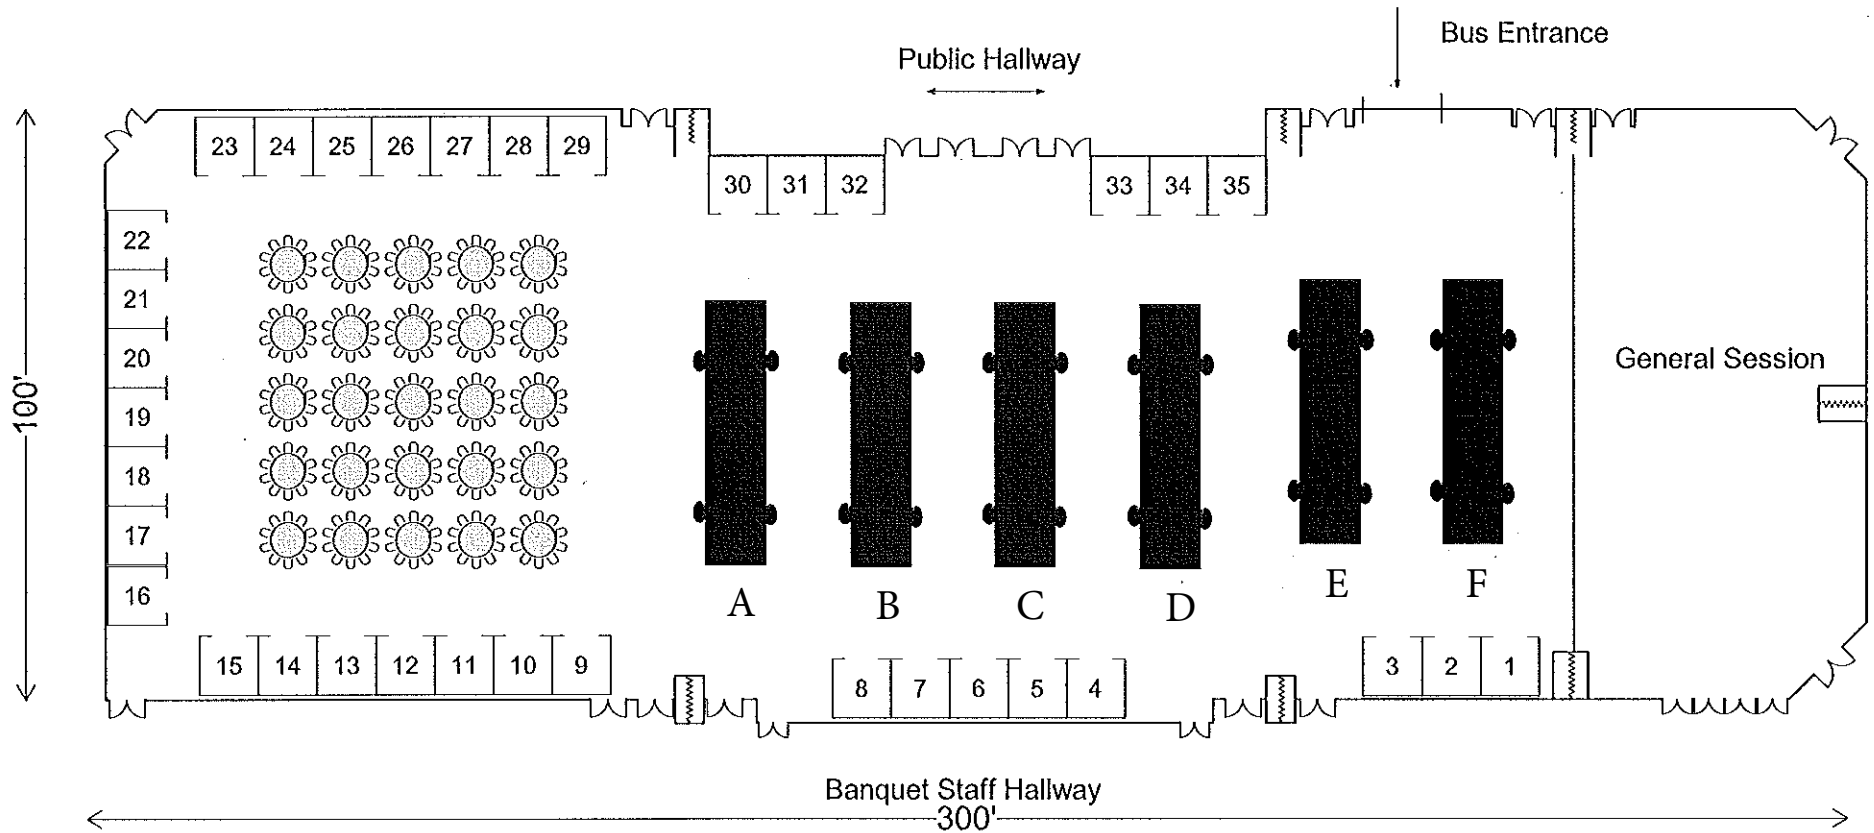 Bus Entrance
Public Hallway
23 24 25 26 27 28 29
30 31 32
33 34 35
22
21
20
19
18
17
16
General Session
100'
A B C D E F
15 14 13 12 11 10 9
8 7 6 5 4
3 2 1
Banquet Staff Hallway
300'